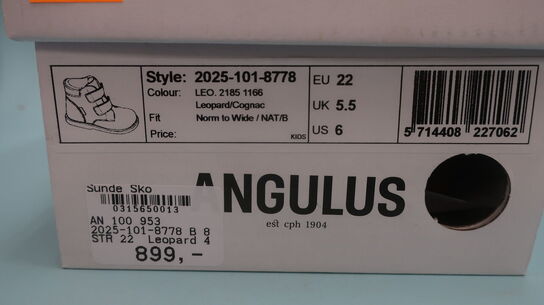 Style: 2025-101-8778
Colour: LEO. 2185 1166
Leopard/Cognac
Fit Norm to Wide / NAT/B
Price:
KIDS
EU 22
UK 5.5
US 6
5 714408 227062
ANGULUS
est cph 1904
Sunde Sko
0315650013
AN 100 953
2025-101-8778 B 8
STR 22 Leopard 4
899,-